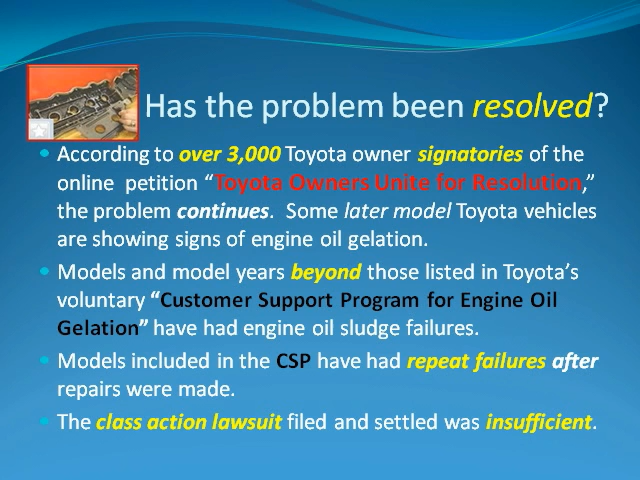 Has the problem been resolved?
According to over 3,000 Toyota owner signatories of the
online petition “Toyota Owners Unite for Resolution,”
the problem continues. Some later model Toyota vehicles
are showing signs of engine oil gelation.
Models and model years beyond those listed in Toyota’s
voluntary “Customer Support Program for Engine Oil
Gelation” have had engine oil sludge failures.
Models included in the CSP have had repeat failures after
repairs were made.
The class action lawsuit filed and settled was insufficient.